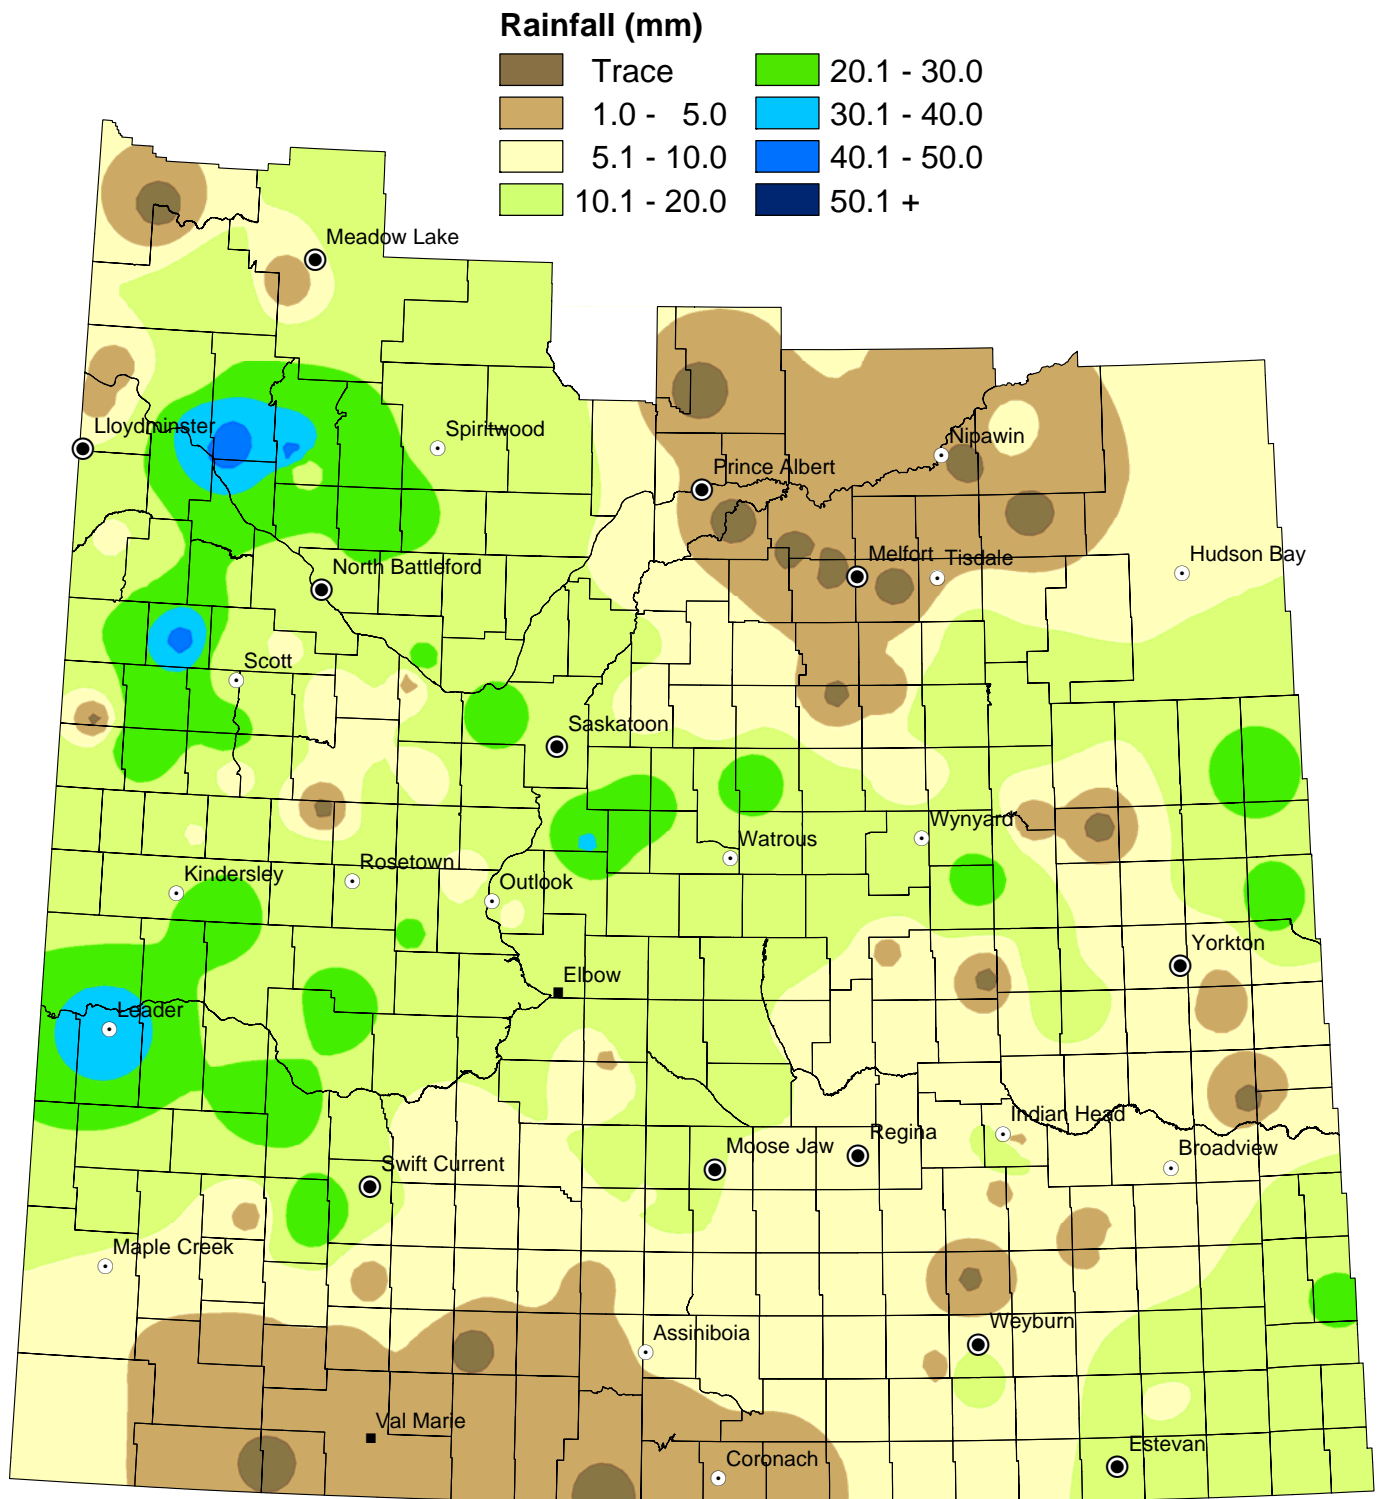 Rainfall (mm)
Trace
1.0 - 5.0
5.1 - 10.0
10.1 - 20.0
20.1 - 30.0
30.1 - 40.0
40.1 - 50.0
50.1 +
Meadow Lake
Lloydminster
Spiritwood
Nipawin
Prince Albert
North Battleford
Melfort
Tisdale
Hudson Bay
Scott
Saskatoon
Watrous
Wynyard
Kindersley
Rosetown
Outlook
Yorkton
Elbow
Leader
Indian Head
Regina
Moose Jaw
Broadview
Swift Current
Maple Creek
Assiniboia
Weyburn
Val Marie
Coronach
Estevan